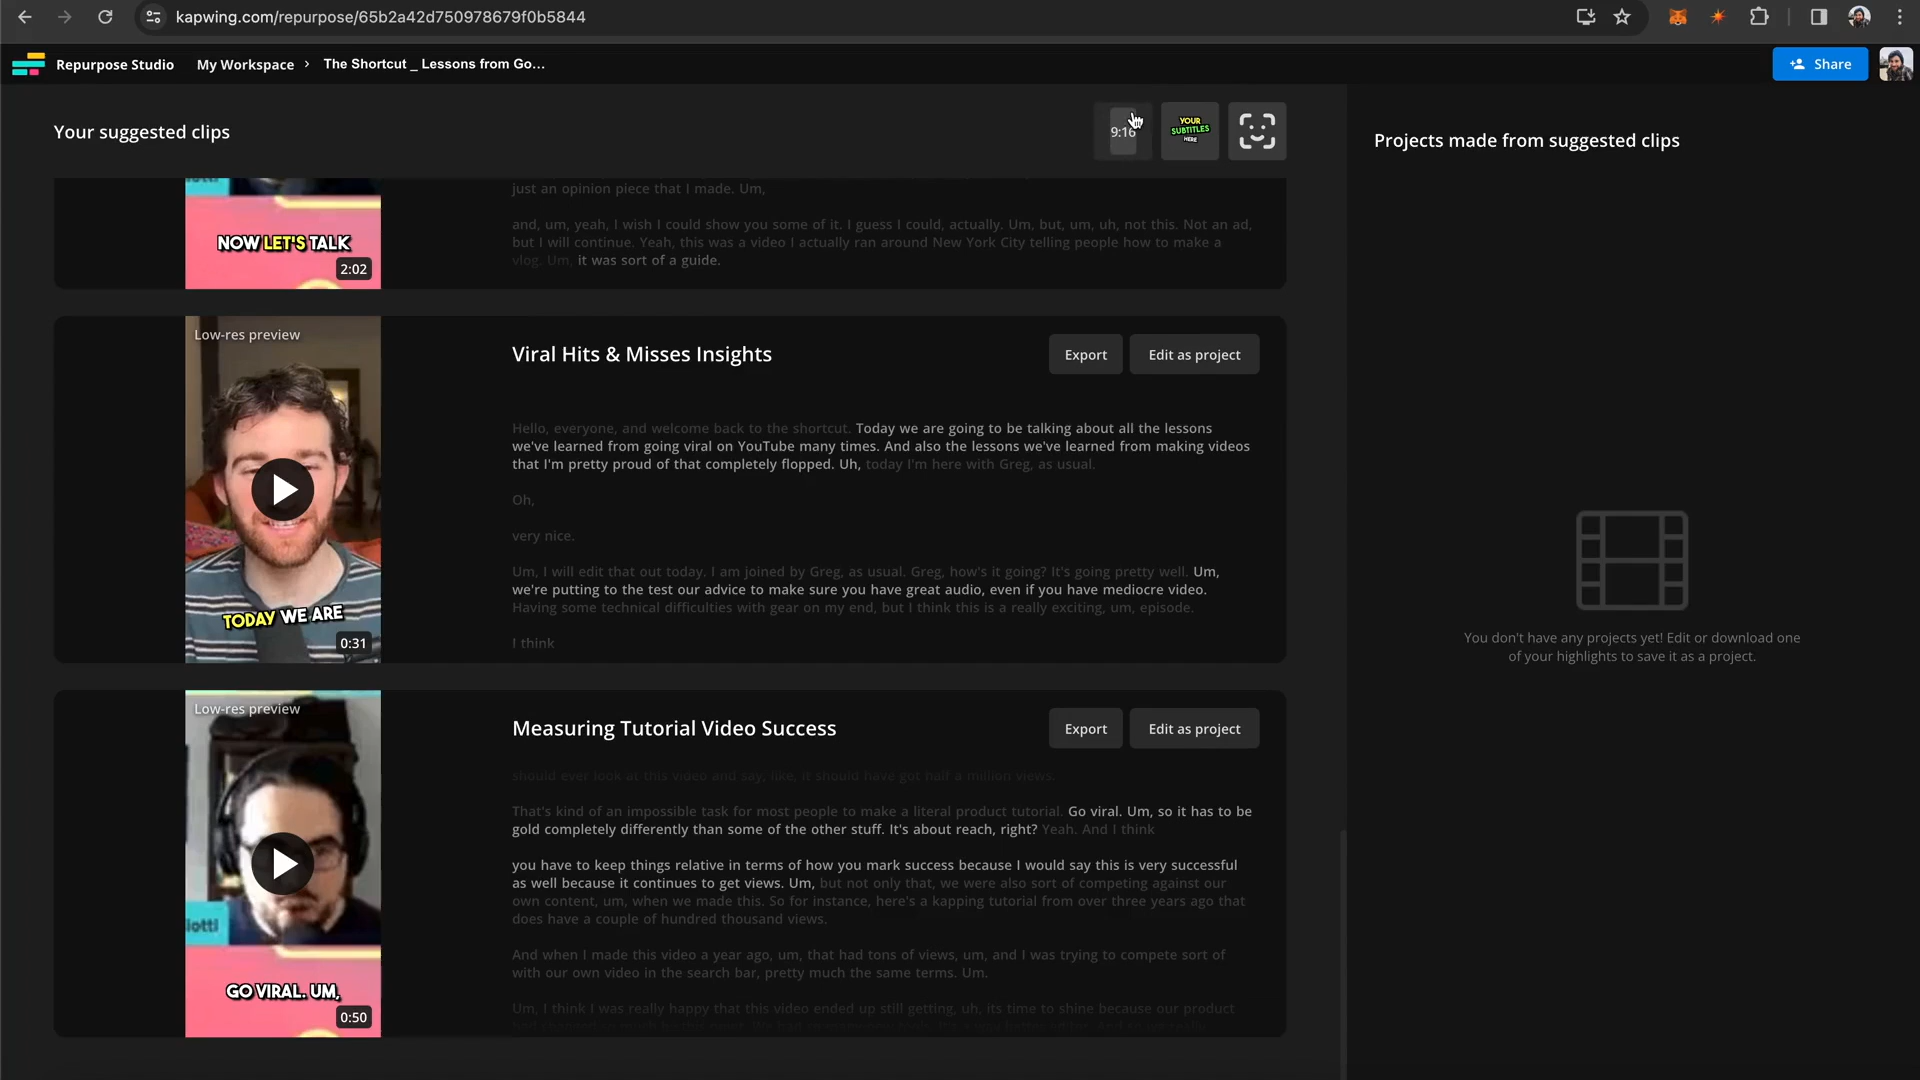 kapwing.com/repurpose/65b2a42d750978679f0b5844
Repurpose Studio
My Workspace
The Shortcut _ Lessons from Go...
Share
Your suggested clips
9:16
YOUR
SUBTITLES
HERE
Projects made from suggested clips
NOW LET'S TALK
2:02
just an opinion piece that I made. Um,
and, um, yeah, I wish I could show you some of it. I guess I could, actually. Um, but, um, uh, not this. Not an ad,
but I will continue. Yeah, this was a video I actually ran around New York City telling people how to make a
vlog. Um, it was sort of a guide.
Low-res preview
TODAY WE ARE
0:31
Viral Hits & Misses Insights
Export
Edit as project
Hello, everyone, and welcome back to the shortcut. Today we are going to be talking about all the lessons
we've learned from going viral on YouTube many times. And also the lessons we've learned from making videos
that I'm pretty proud of that completely flopped. Uh, today I'm here with Greg, as usual.
Oh,
very nice.
Um, I will edit that out today. I am joined by Greg, as usual. Greg, how's it going? It's going pretty well. Um,
we're putting to the test our advice to make sure you have great audio, even if you have mediocre video.
Having some technical difficulties with gear on my end, but I think this is a really exciting, um, episode.
I think
You don't have any projects yet! Edit or download one
of your highlights to save it as a project.
Low-res preview
iotti
GO VIRAL. UM,
0:50
Measuring Tutorial Video Success
Export
Edit as project
should ever look at this video and say, like, it should have got half a million views.
That's kind of an impossible task for most people to make a literal product tutorial. Go viral. Um, so it has to be
gold completely differently than some of the other stuff. It's about reach, right? Yeah. And I think
you have to keep things relative in terms of how you mark success because I would say this is very successful
as well because it continues to get views. Um, but not only that, we were also sort of competing against our
own content, um, when we made this. So for instance, here's a kapping tutorial from over three years ago that
does have a couple of hundred thousand views.
And when I made this video a year ago, um, that had tons of views, um, and I was trying to compete sort of
with our own video in the search bar, pretty much the same terms. Um.
Um, I think I was really happy that this video ended up still getting, uh, its time to shine because our product